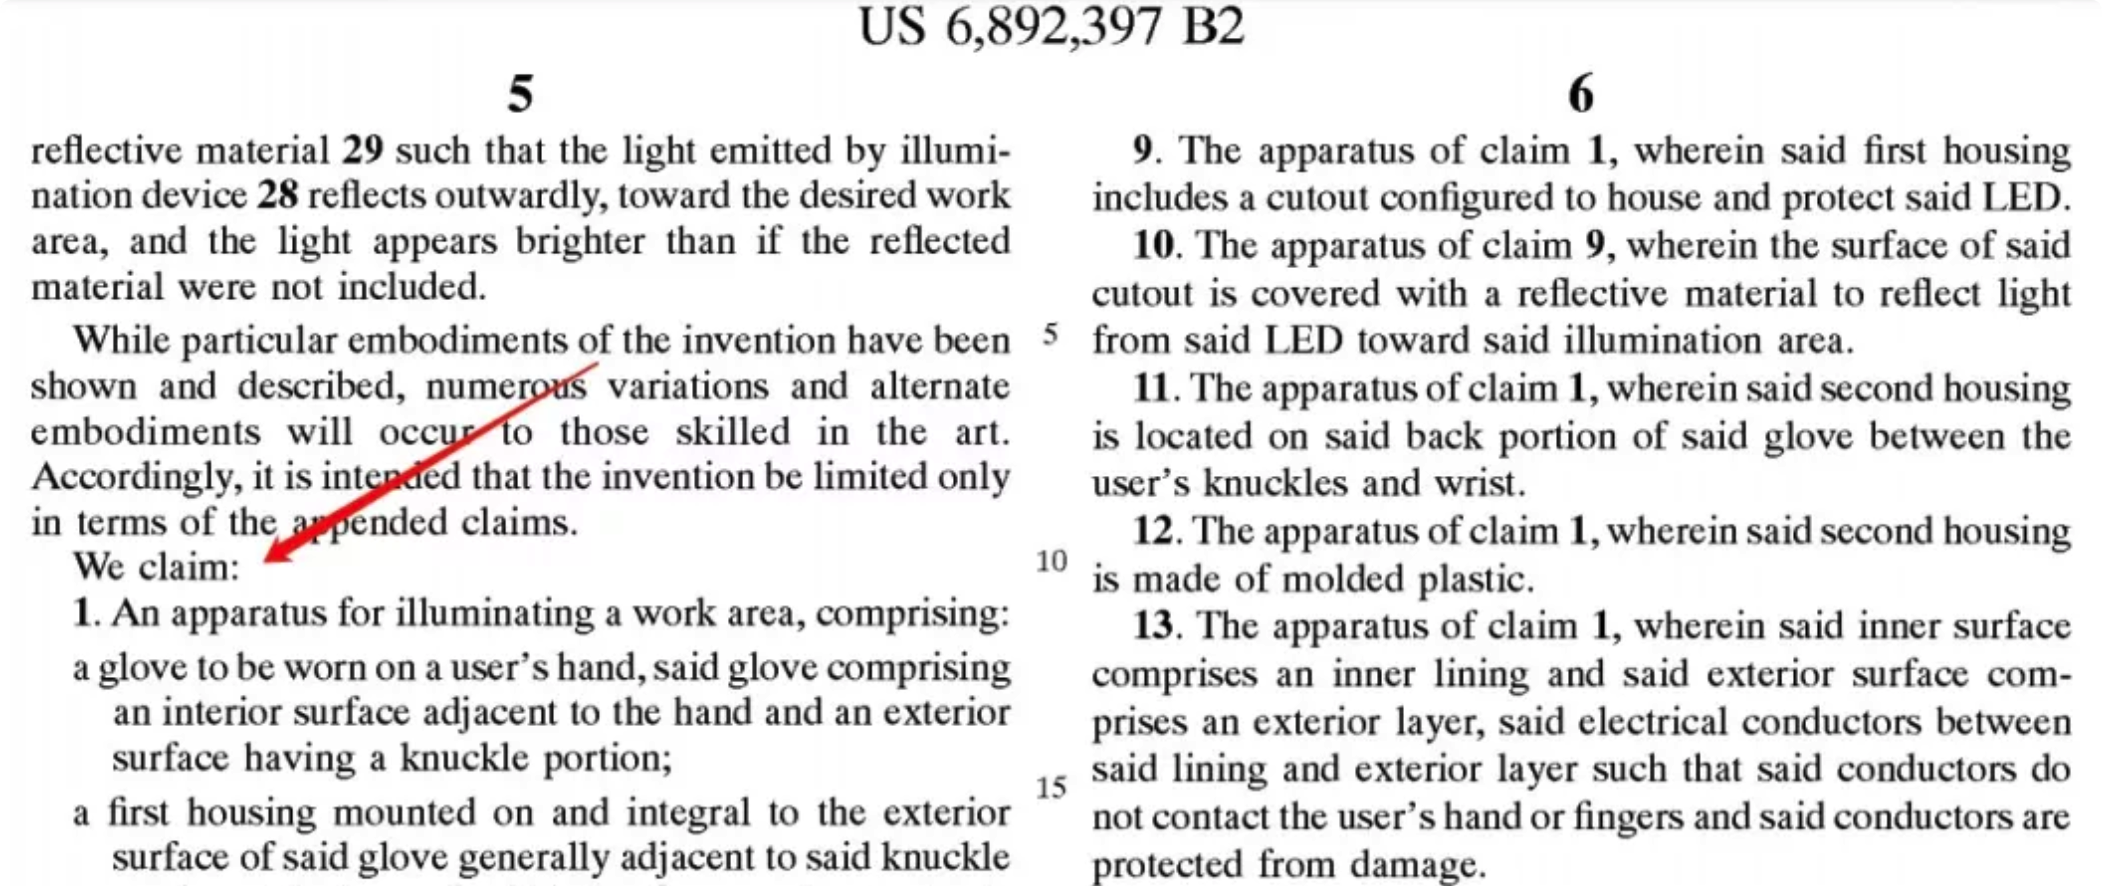 US 6,892,397 B2
5
reflective material 29 such that the light emitted by illumi-
nation device 28 reflects outwardly, toward the desired work
area, and the light appears brighter than if the reflected
material were not included.
While particular embodiments of the invention have been
shown and described, numerous variations and alternate
embodiments will occur to those skilled in the art.
Accordingly, it is intended that the invention be limited only
in terms of the appended claims.
We claim:
1. An apparatus for illuminating a work area, comprising:
a glove to be worn on a user's hand, said glove comprising
an interior surface adjacent to the hand and an exterior
surface having a knuckle portion;
a first housing mounted on and integral to the exterior
surface of said glove generally adjacent to said knuckle
5
10
15
6
9. The apparatus of claim 1, wherein said first housing
includes a cutout configured to house and protect said LED.
10. The apparatus of claim 9, wherein the surface of said
cutout is covered with a reflective material to reflect light
from said LED toward said illumination area.
11. The apparatus of claim 1, wherein said second housing
is located on said back portion of said glove between the
user's knuckles and wrist.
12. The apparatus of claim 1, wherein said second housing
is made of molded plastic.
13. The apparatus of claim 1, wherein said inner surface
comprises an inner lining and said exterior surface com-
prises an exterior layer, said electrical conductors between
said lining and exterior layer such that said conductors do
not contact the user's hand or fingers and said conductors are
protected from damage.